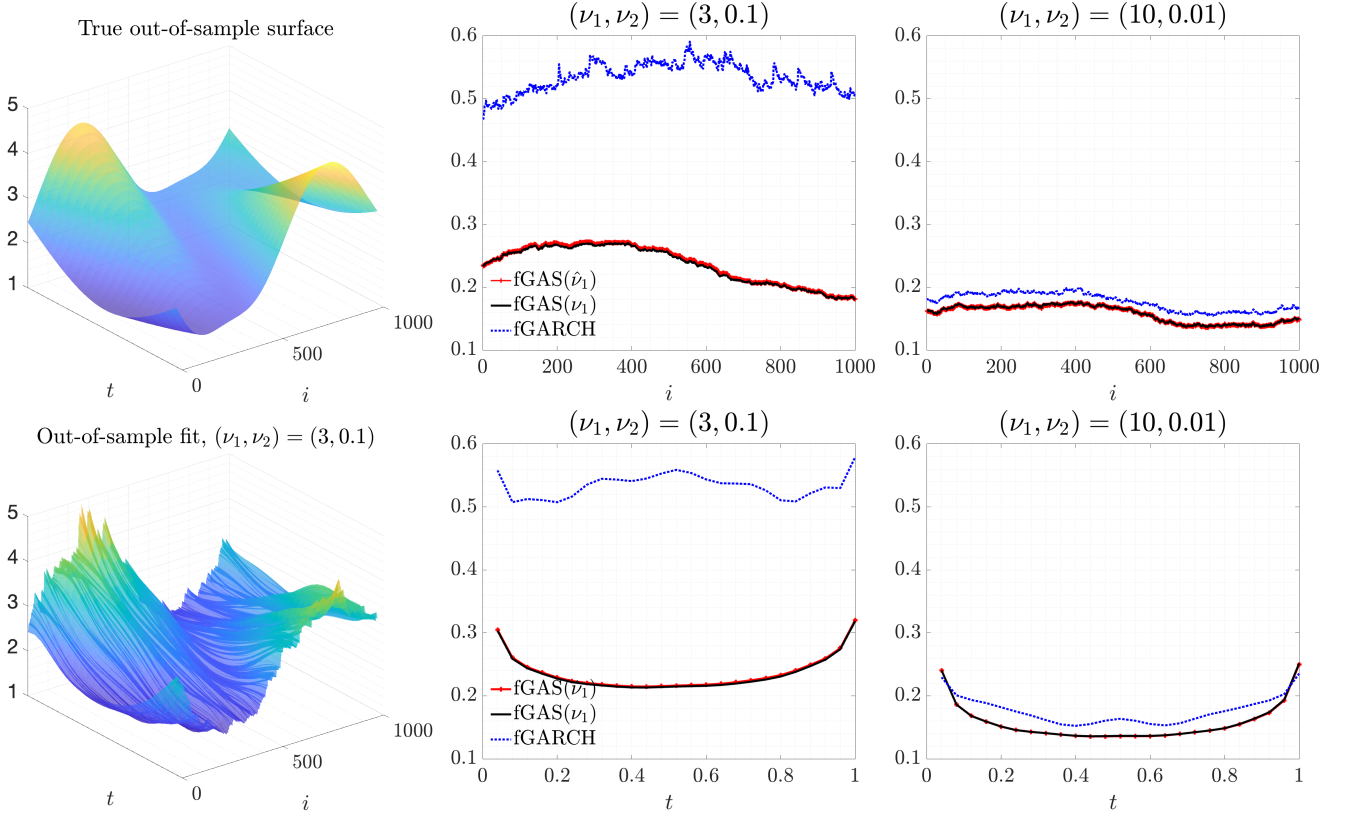 True out-of-sample surface
5
4
3
2
1
t
0
500
1000
i
(ν₁, ν₂) = (3, 0.1)
0.6
0.5
0.4
0.3
0.2
0.1
fGAS(ν̂₁)
fGAS(ν₁)
fGARCH
0 200 400 600 800 1000
i
(ν₁, ν₂) = (10, 0.01)
0.6
0.5
0.4
0.3
0.2
0.1
0 200 400 600 800 1000
i
Out-of-sample fit, (ν₁, ν₂) = (3, 0.1)
5
4
3
2
1
t
0
500
1000
i
(ν₁, ν₂) = (3, 0.1)
0.6
0.5
0.4
0.3
0.2
0.1
fGAS(ν₁)
fGAS(ν₁)
fGARCH
0 0.2 0.4 0.6 0.8 1
t
(ν₁, ν₂) = (10, 0.01)
0.6
0.5
0.4
0.3
0.2
0.1
0 0.2 0.4 0.6 0.8 1
t